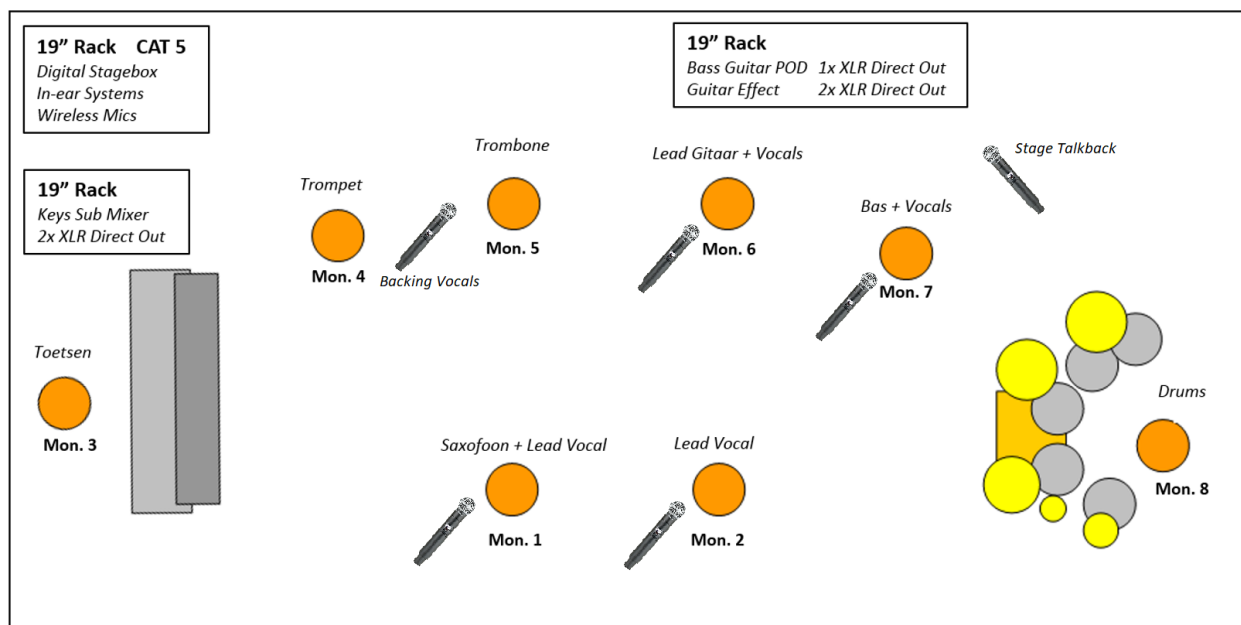 19” Rack CAT 5
Digital Stagebox
In-ear Systems
Wireless Mics
19” Rack
Bass Guitar POD 1x XLR Direct Out
Guitar Effect 2x XLR Direct Out
19” Rack
Keys Sub Mixer
2x XLR Direct Out
Trompet
Mon. 4
Backing Vocals
Trombone
Mon. 5
Lead Gitaar + Vocals
Mon. 6
Bas + Vocals
Mon. 7
Stage Talkback
Toetsen
Mon. 3
Saxofoon + Lead Vocal
Mon. 1
Lead Vocal
Mon. 2
Drums
Mon. 8